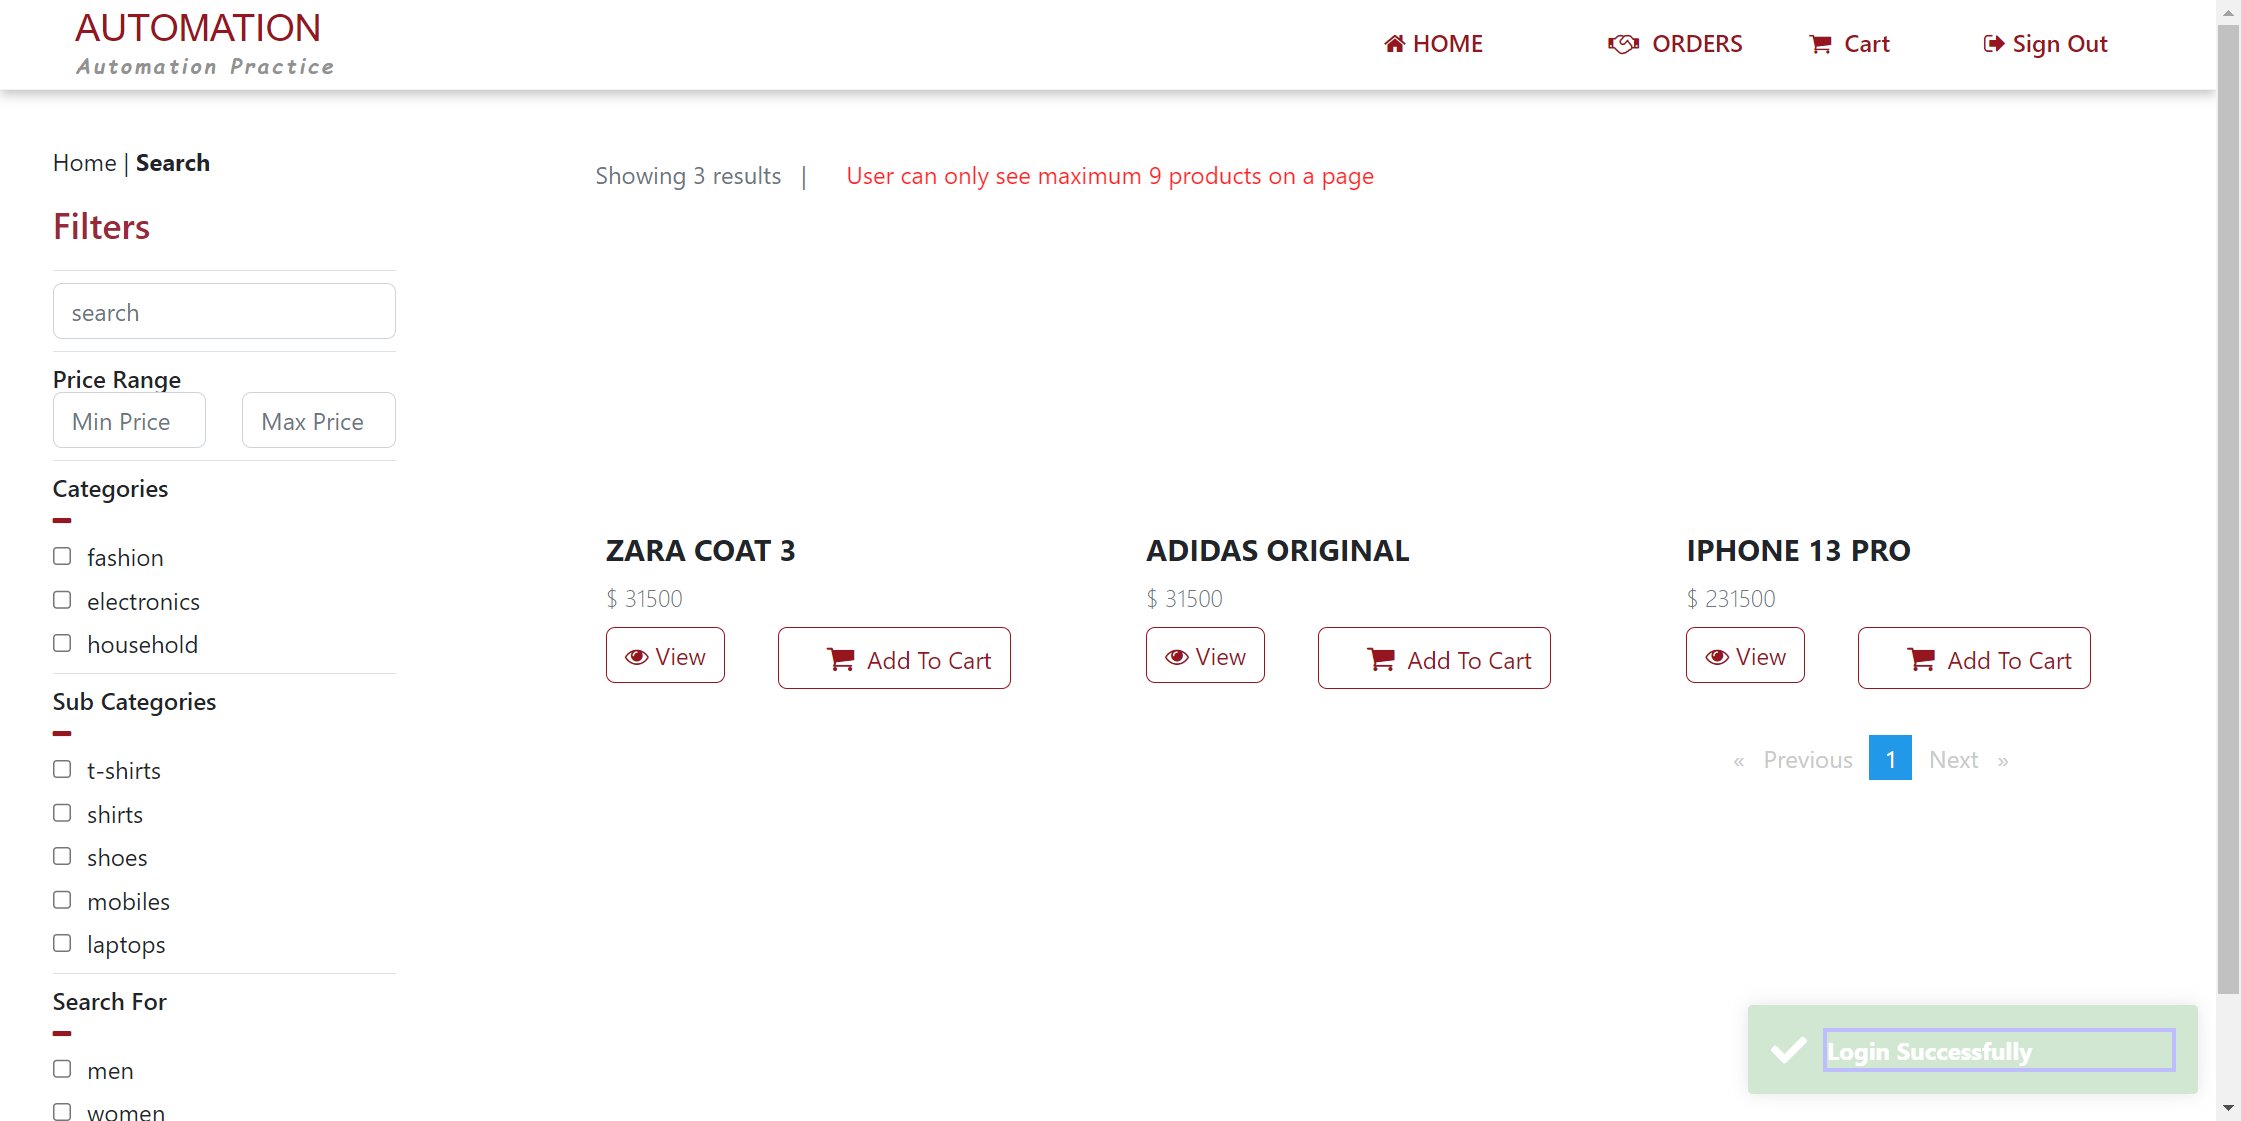 AUTOMATION
Automation Practice
HOME
ORDERS
Cart
Sign Out
Home | Search
Showing 3 results |
User can only see maximum 9 products on a page
Filters
search
Price Range
Min Price
Max Price
Categories
fashion
electronics
household
Sub Categories
t-shirts
shirts
shoes
mobiles
laptops
Search For
men
women
ZARA COAT 3
$ 31500
View
Add To Cart
ADIDAS ORIGINAL
$ 31500
View
Add To Cart
IPHONE 13 PRO
$ 231500
View
Add To Cart
« Previous 1 Next »
Login Successfully